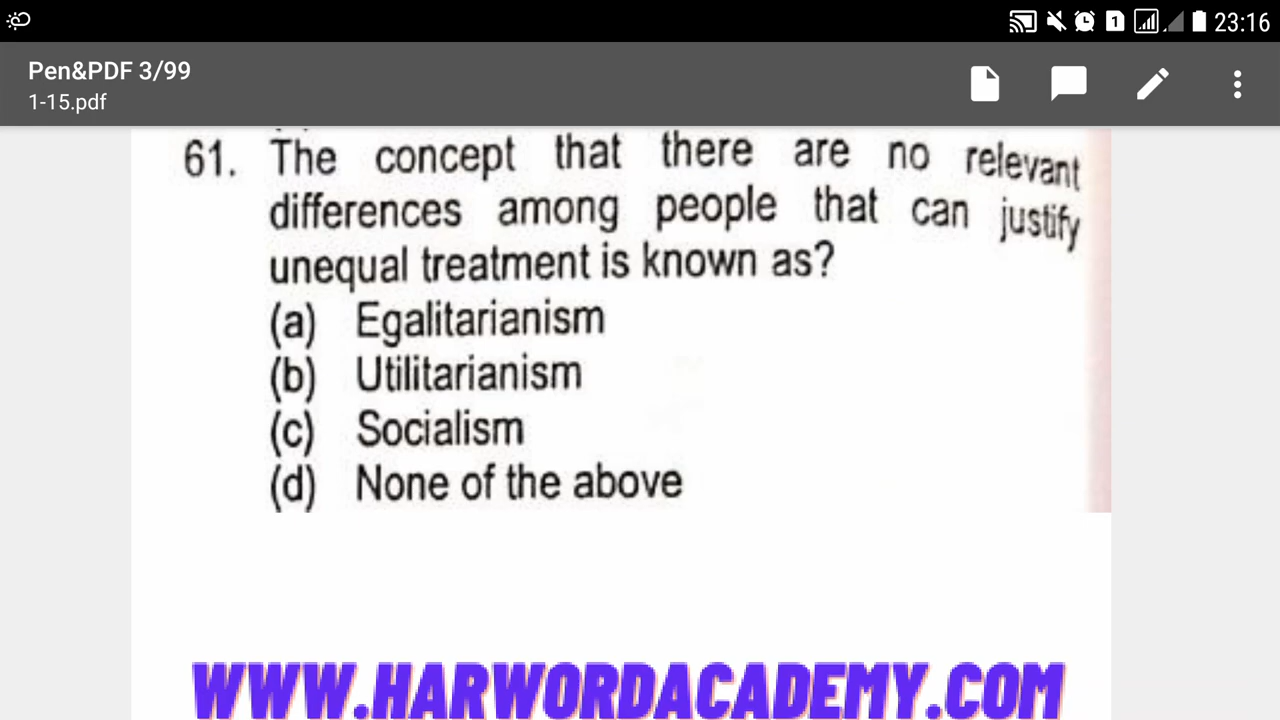 23:16
Pen&PDF 3/99
1-15.pdf
61. The concept that there are no relevant
differences among people that can justify
unequal treatment is known as?
(a) Egalitarianism
(b) Utilitarianism
(c) Socialism
(d) None of the above
WWW.HARWORDACADEMY.COM